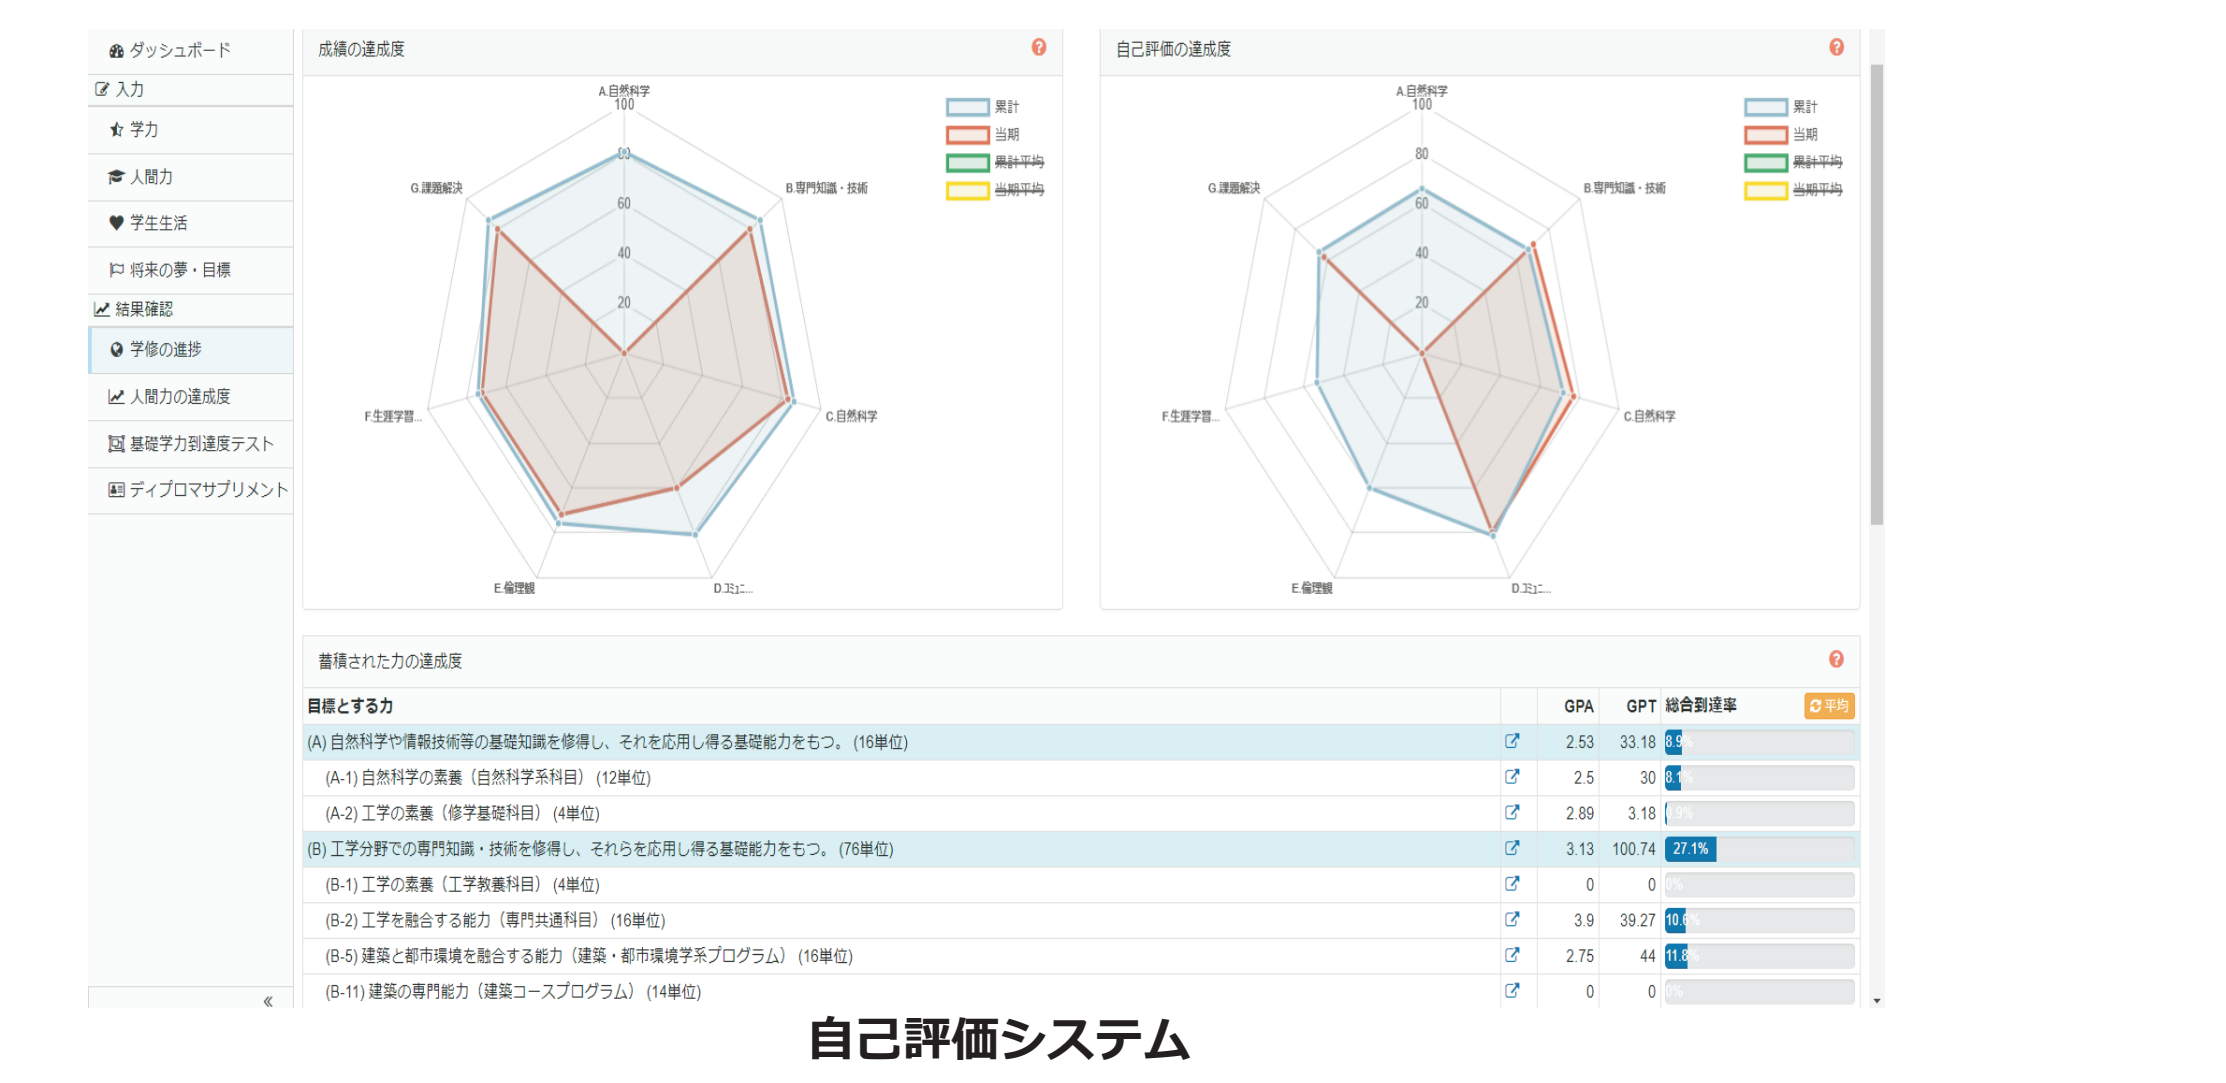 ダッシュボード
入力
学力
人間力
学生生活
将来の夢・目標
結果確認
学修の進捗
人間力の達成度
基礎学力到達度テスト
ディプロマサプリメント
«
成績の達成度
A.自然科学
100
80
60
40
20
B.専門知識・技術
C.自然科学
D.コミュニ...
E.倫理観
F.生涯学習...
G.課題解決
累計
当期
累計平均
当期平均
自己評価の達成度
A.自然科学
100
80
60
40
20
B.専門知識・技術
C.自然科学
D.コミュニ...
E.倫理観
F.生涯学習...
G.課題解決
累計
当期
累計平均
当期平均
蓄積された力の達成度
目標とする力 GPA GPT 総合到達率 平均
(A) 自然科学や情報技術等の基礎知識を修得し、それを応用し得る基礎能力をもつ。 (16単位) 2.53 33.18 8.9%
(A-1) 自然科学の素養（自然科学系科目） (12単位) 2.5 30 8.1%
(A-2) 工学の素養（修学基礎科目） (4単位) 2.89 3.18 0.9%
(B) 工学分野での専門知識・技術を修得し、それらを応用し得る基礎能力をもつ。 (76単位) 3.13 100.74 27.1%
(B-1) 工学の素養（工学教養科目） (4単位) 0 0 0%
(B-2) 工学を融合する能力（専門共通科目） (16単位) 3.9 39.27 10.6%
(B-5) 建築と都市環境を融合する能力（建築・都市環境学系プログラム） (16単位) 2.75 44 11.8%
(B-11) 建築の専門能力（建築コースプログラム） (14単位) 0 0 0%
自己評価システム